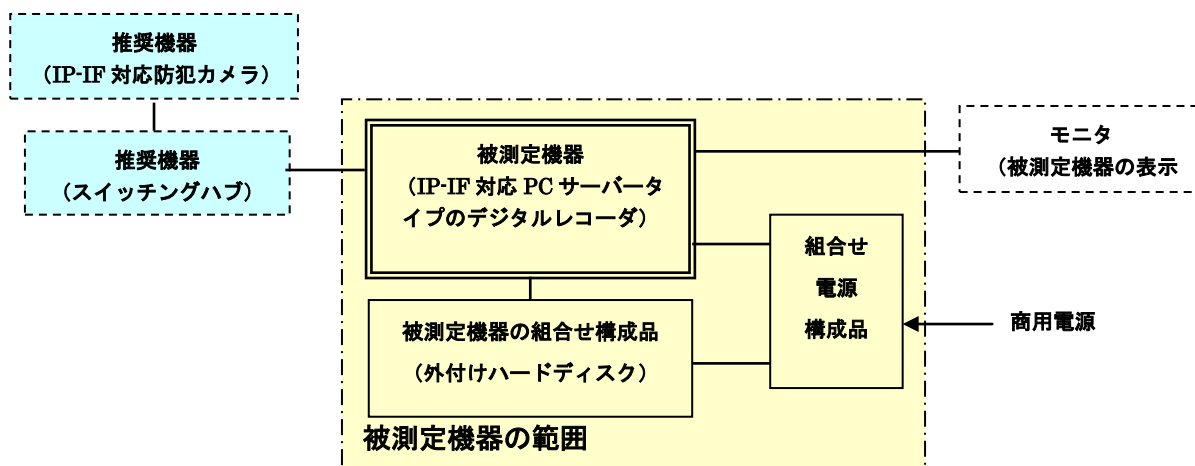 推奨機器
（IP-IF 対応防犯カメラ）
推奨機器
（スイッチングハブ）
被測定機器
（IP-IF 対応 PC サーバータ
イプのデジタルレコーダ）
モニタ
（被測定機器の表示
組合せ
電源
構成品
商用電源
被測定機器の組合せ構成品
（外付けハードディスク）
被測定機器の範囲